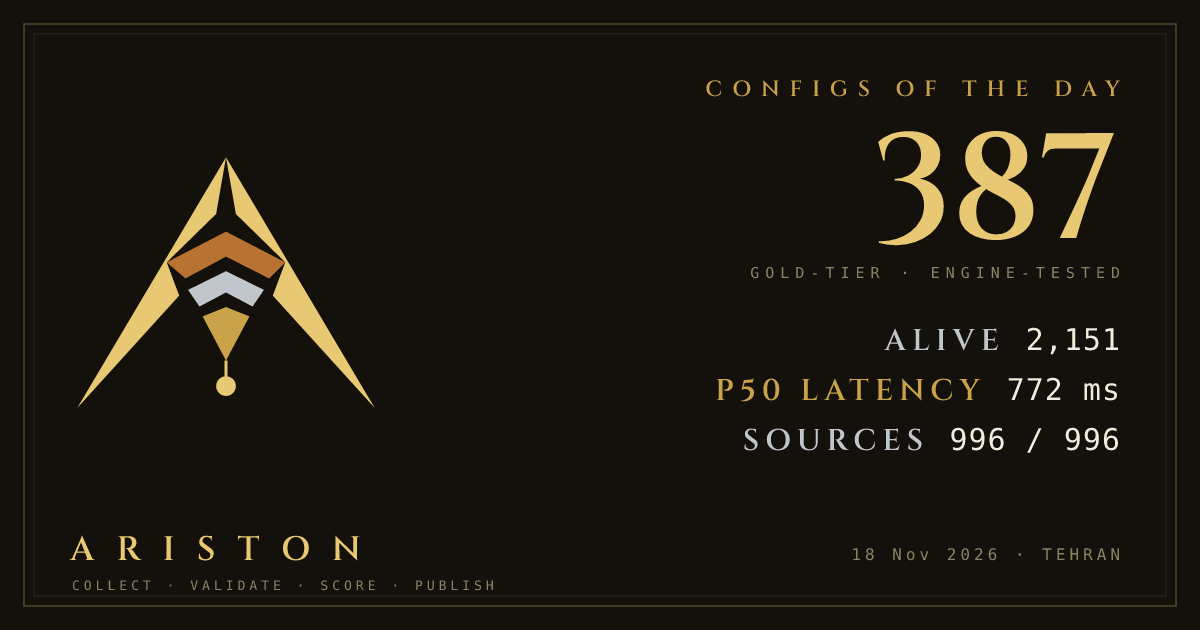 CONFIGS OF THE DAY
387
GOLD-TIER · ENGINE-TESTED
ALIVE 2,151
P50 LATENCY 772 ms
SOURCES 996 / 996
ARISTON
COLLECT · VALIDATE · SCORE · PUBLISH
18 Nov 2026 · TEHRAN